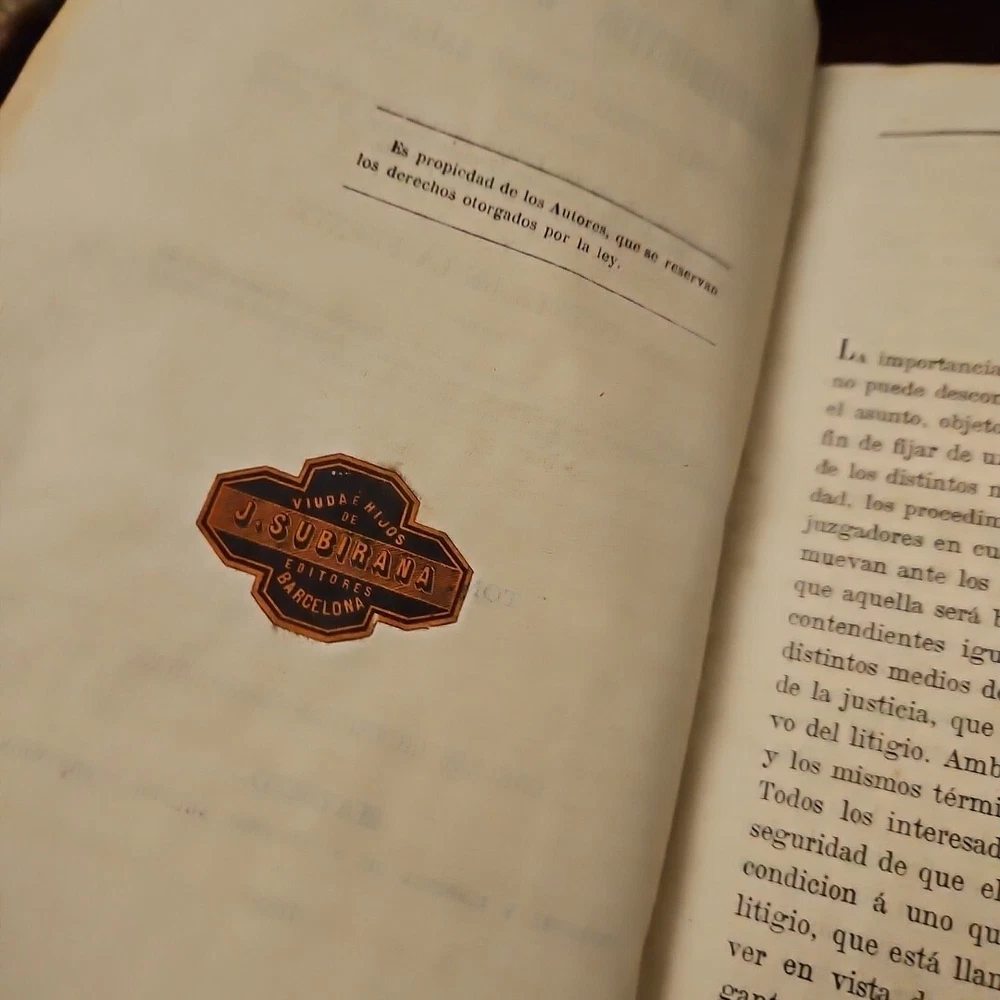 Es propiedad de los Autores, que se reservan
los derechos otorgados por la ley.
VIUDA É HIJOS
DE
J. SUBIRANA
EDITORES
BARCELONA
La importancia
no puede descon
el asunto, objeto
fin de fijar de u
de los distintos
dad, los procedim
juzgadores en cu
muevan ante los
que aquella será
contendientes igu
distintos medios de
de la justicia, que
vo del litigio. Amb
y los mismos térmi
Todos los interesad
seguridad de que el
condicion á uno qu
litigio, que está llam
ver en vista